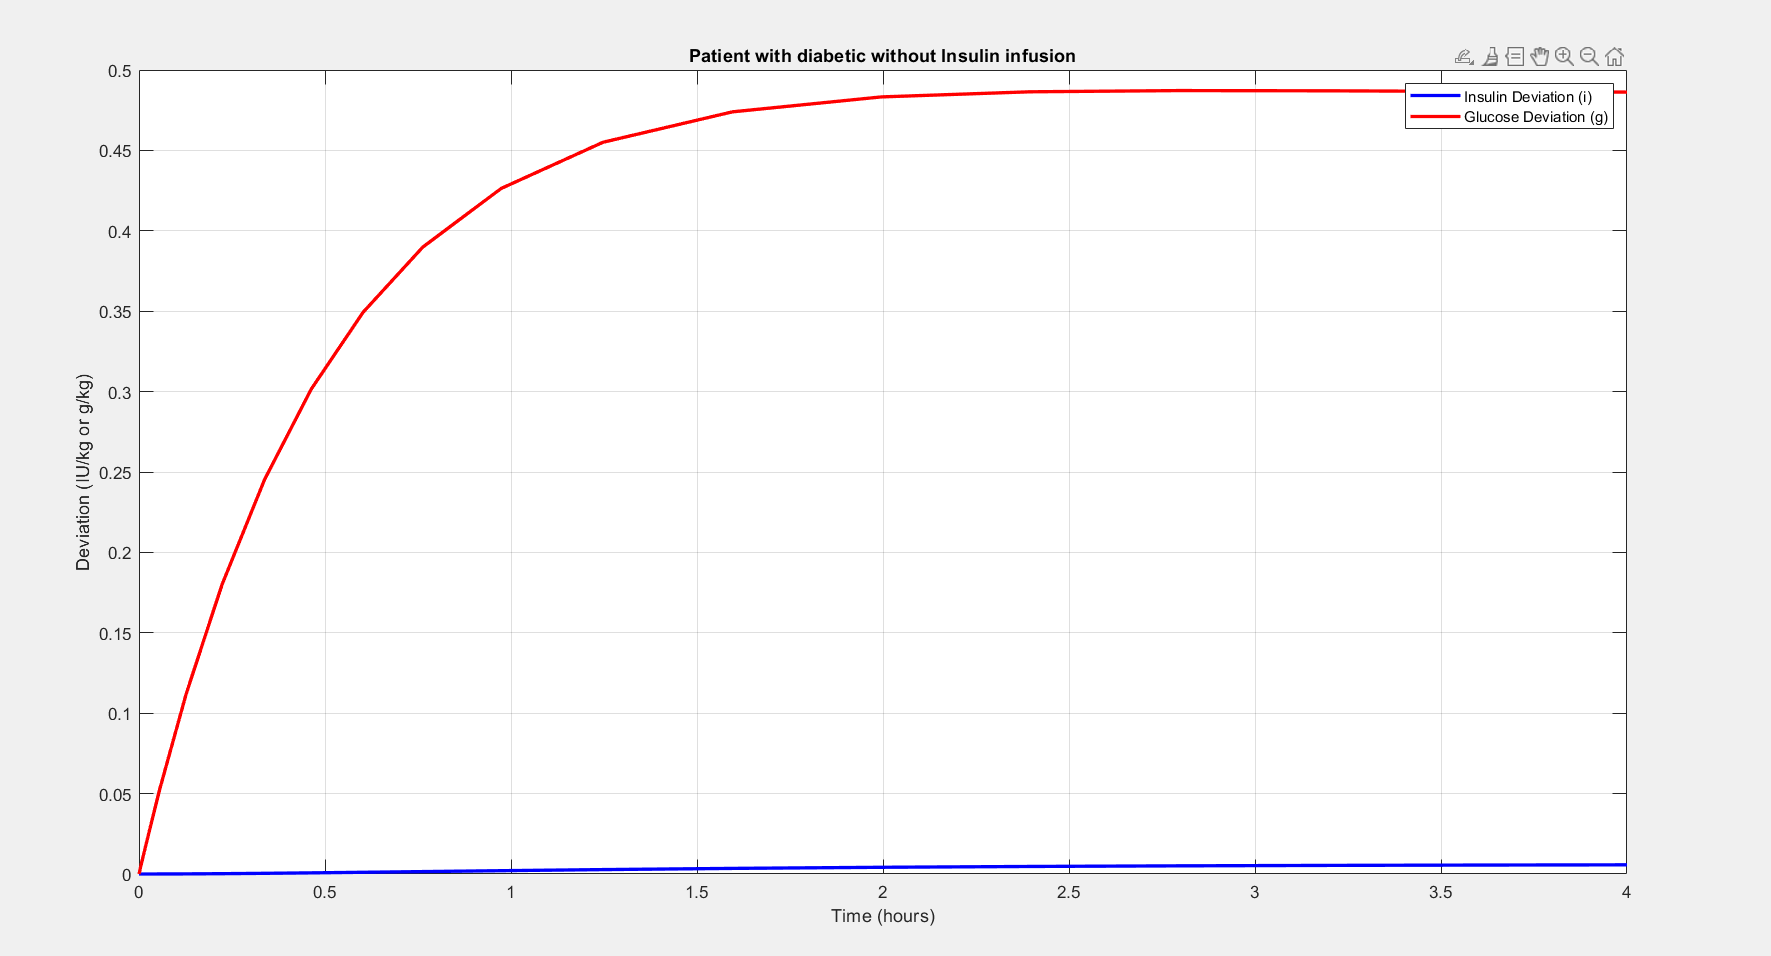 Patient with diabetic without Insulin infusion
Insulin Deviation (i)
Glucose Deviation (g)
0.5
0.45
0.4
0.35
0.3
0.25
0.2
0.15
0.1
0.05
0
Deviation (IU/kg or g/kg)
0 0.5 1 1.5 2 2.5 3 3.5 4
Time (hours)